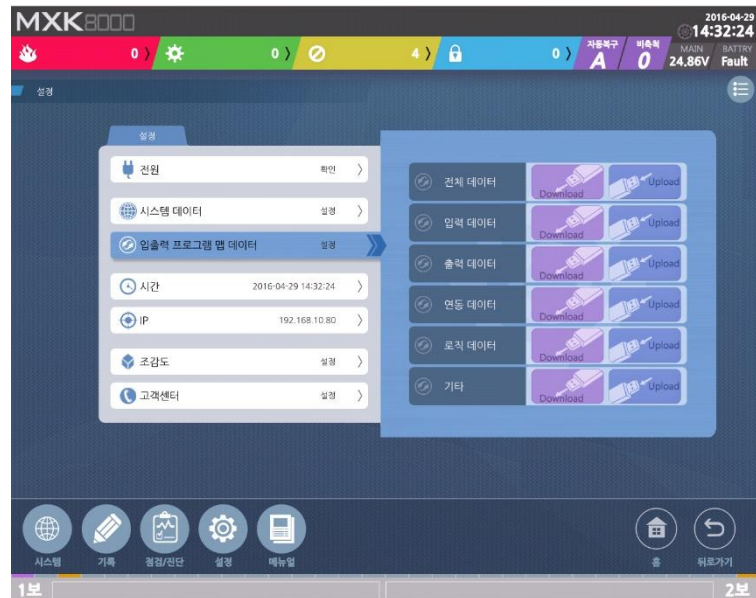 MXK8000
2016-04-29
14:32:24
0 〉
0 〉
4 〉
0 〉
자동복구
A
비축적
0
MAIN
24.86V
BATTRY
Fault
설정
설정
전원 확인 〉
시스템 데이터 설정 〉
입출력 프로그램 맵 데이터 설정
시간 2016-04-29 14:32:24 〉
IP 192.168.10.80 〉
조감도 설정 〉
고객센터 설정 〉
전체 데이터 Download Upload
입력 데이터 Download Upload
출력 데이터 Download Upload
연동 데이터 Download Upload
로직 데이터 Download Upload
기타 Download Upload
시스템
기록
점검/진단
설정
메뉴얼
홈
뒤로가기
1보
2보